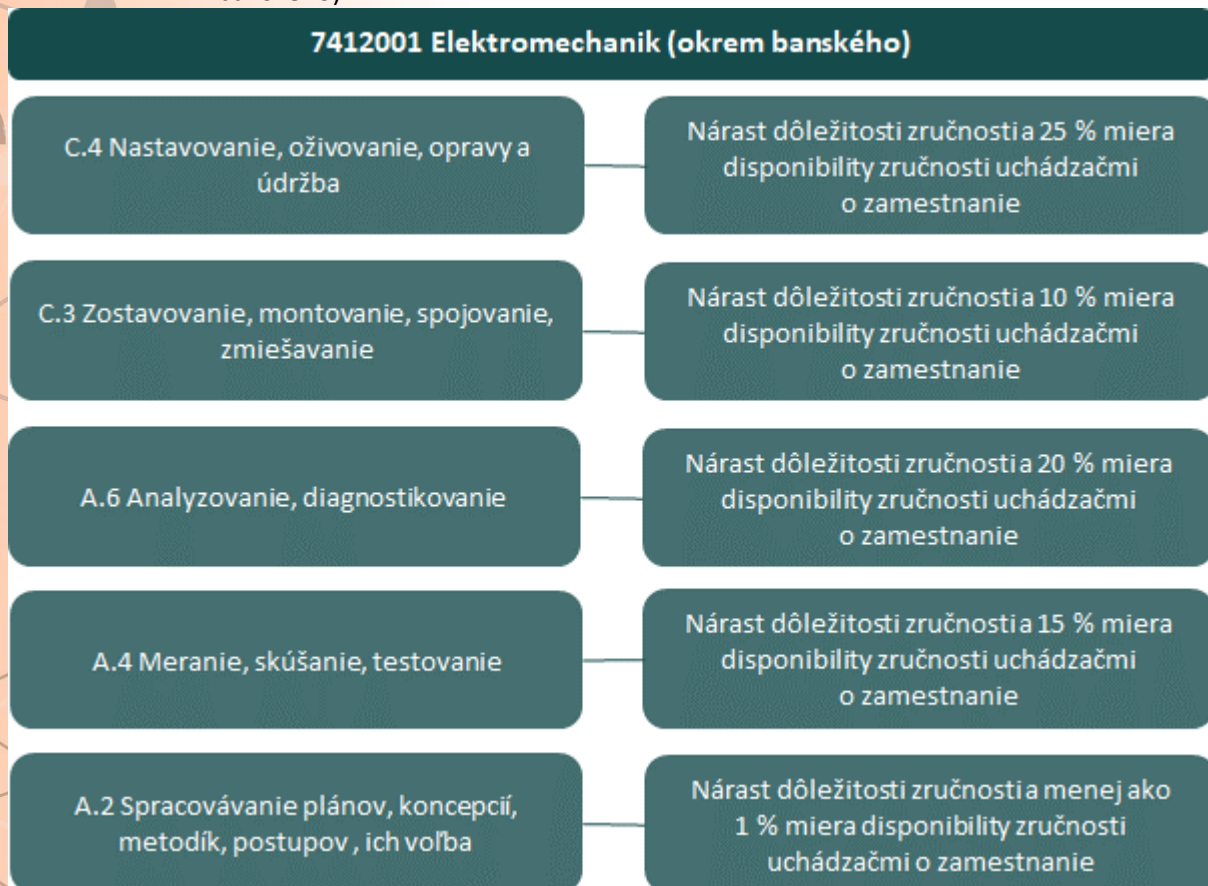 7412001 Elektromechanik (okrem banského)
C.4 Nastavovanie, oživovanie, opravy a
údržba
Nárast dôležitosti zručnosti a 25 % miera
disponibility zručnosti uchádzačmi
o zamestnanie
C.3 Zostavovanie, montovanie, spojovanie,
zmiešavanie
Nárast dôležitosti zručnosti a 10 % miera
disponibility zručnosti uchádzačmi
o zamestnanie
A.6 Analyzovanie, diagnostikovanie
Nárast dôležitosti zručnosti a 20 % miera
disponibility zručnosti uchádzačmi
o zamestnanie
A.4 Meranie, skúšanie, testovanie
Nárast dôležitosti zručnosti a 15 % miera
disponibility zručnosti uchádzačmi
o zamestnanie
A.2 Spracovávanie plánov, koncepcií,
metodík, postupov , ich voľba
Nárast dôležitosti zručnosti a menej ako
1 % miera disponibility zručnosti
uchádzačmi o zamestnanie